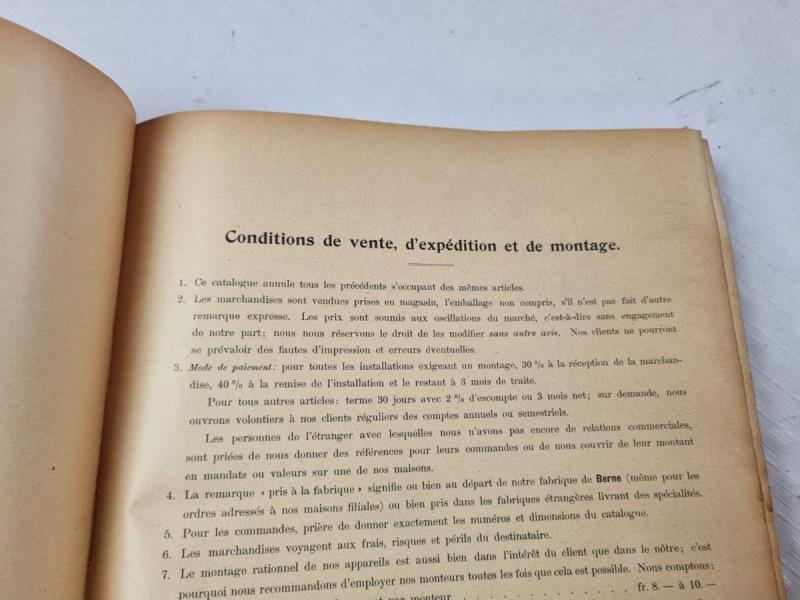 Conditions de vente, d'expédition et de montage.
1. Ce catalogue annule tous les précédents s'occupant des mêmes articles.
2. Les marchandises sont vendues prises en magasin, l'emballage non compris, s'il n'est pas fait d'autre
remarque expresse. Les prix sont soumis aux oscillations du marché, c'est-à-dire sans engagement
de notre part; nous nous réservons le droit de les modifier sans autre avis. Nos clients ne pourront
se prévaloir des fautes d'impression et erreurs éventuelles.
3. Mode de paiement: pour toutes les installations exigeant un montage, 30 % à la réception de la marchan-
dise, 40 % à la remise de l'installation et le restant à 3 mois de traite.
Pour tous autres articles: terme 30 jours avec 2 % d'escompte ou 3 mois net; sur demande, nous
ouvrons volontiers à nos clients réguliers des comptes annuels ou semestriels.
Les personnes de l'étranger avec lesquelles nous n'avons pas encore de relations commerciales,
sont priées de nous donner des références pour leurs commandes ou de nous couvrir de leur montant
en mandats ou valeurs sur une de nos maisons.
4. La remarque « pris à la fabrique » signifie ou bien au départ de notre fabrique de Berne (même pour les
ordres adressés à nos maisons filiales) ou bien pris dans les fabriques étrangères livrant des spécialités.
5. Pour les commandes, prière de donner exactement les numéros et dimensions du catalogue.
6. Les marchandises voyagent aux frais, risques et périls du destinataire.
7. Le montage rationnel de nos appareils est aussi bien dans l'intérêt du client que dans le nôtre; c'est
pourquoi nous recommandons d'employer nos monteurs toutes les fois que cela est possible. Nous comptons:
par monteur . . . . . . . . . . . . fr. 8.— à 10.—